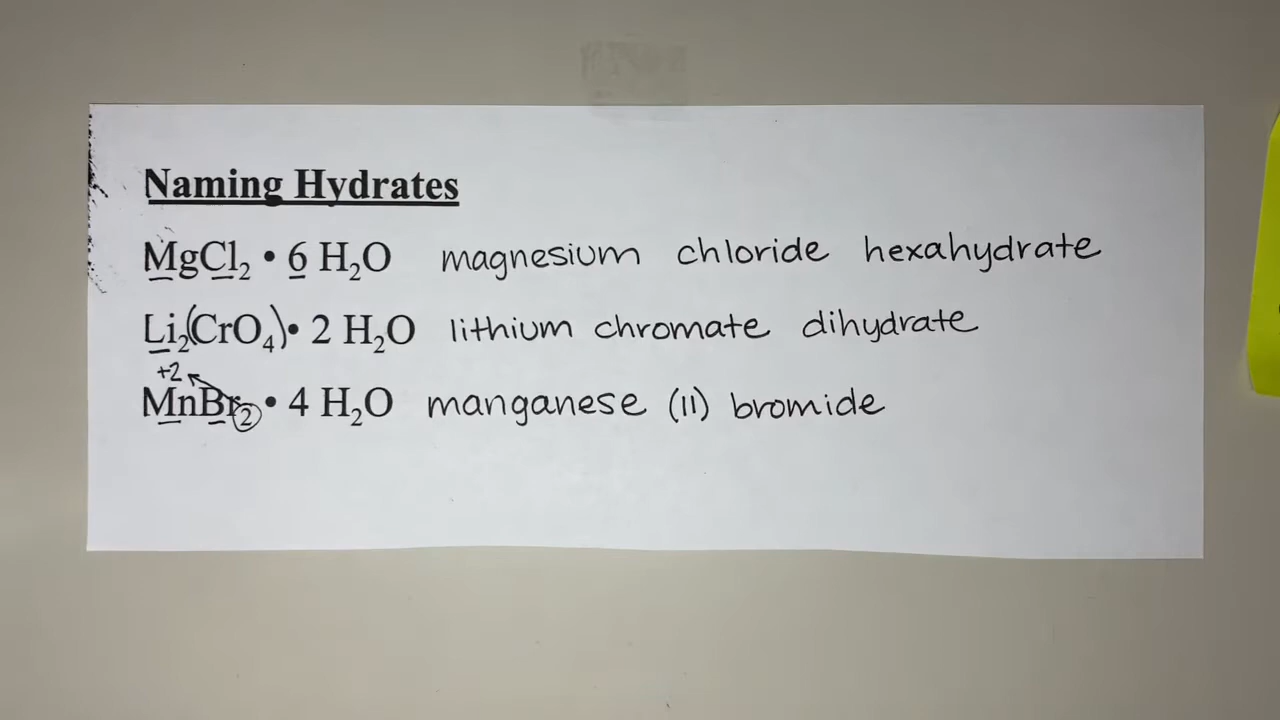 Naming Hydrates
MgCl₂ • 6 H₂O magnesium chloride hexahydrate
Li₂(CrO₄)• 2 H₂O lithium chromate dihydrate
+2
MnBr₂ • 4 H₂O manganese (II) bromide